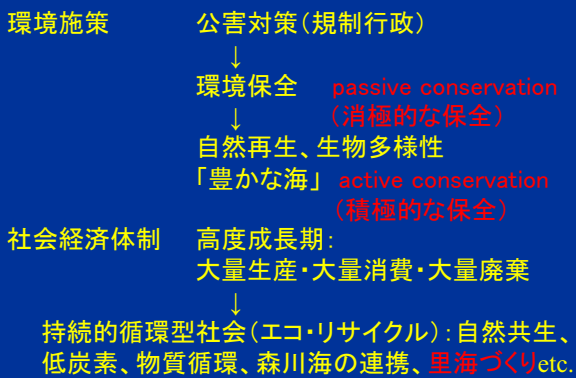 環境施策 公害対策(規制行政)
↓
環境保全 passive conservation
↓ (消極的な保全)
自然再生、生物多様性
「豊かな海」 active conservation
(積極的な保全)
社会経済体制 高度成長期:
大量生産・大量消費・大量廃棄
↓
持続的循環型社会(エコ・リサイクル):自然共生、
低炭素、物質循環、森川海の連携、里海づくりetc.